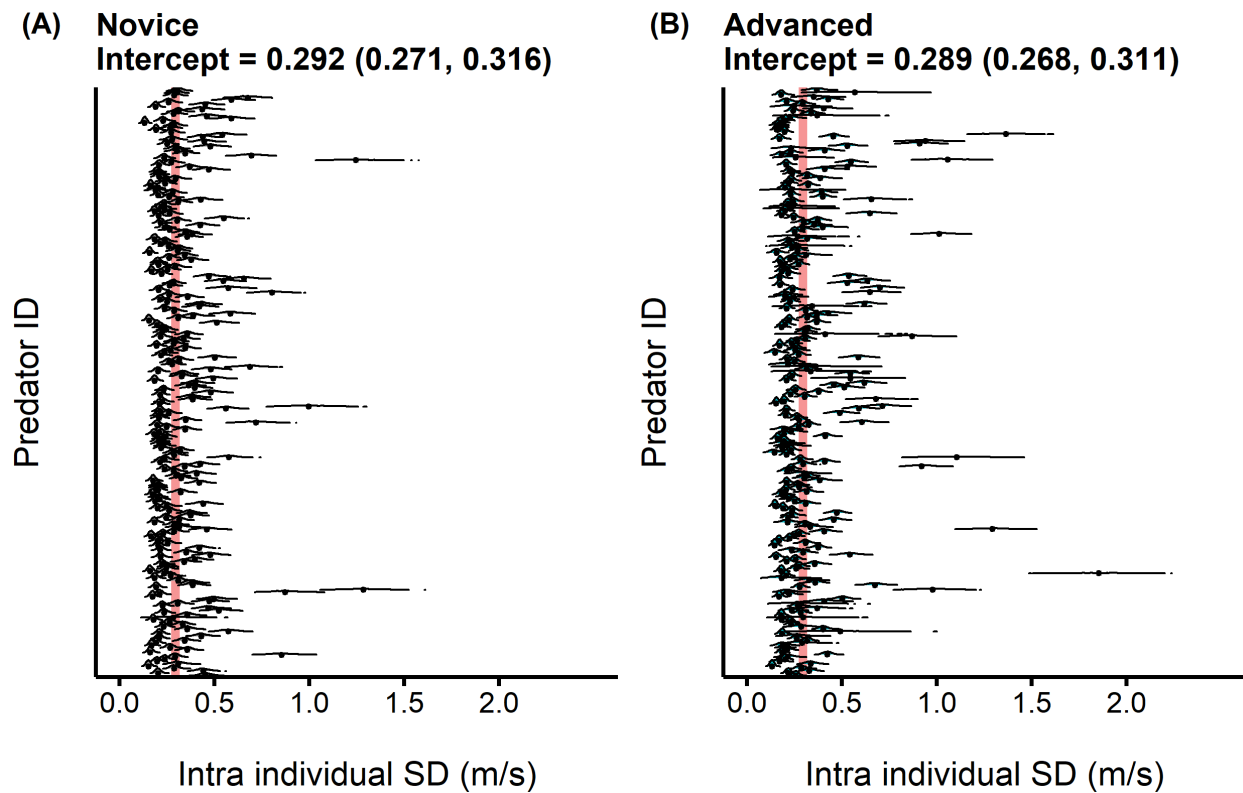 (A) Novice
Intercept = 0.292 (0.271, 0.316)
Predator ID
0.0 0.5 1.0 1.5 2.0
Intra individual SD (m/s)
(B) Advanced
Intercept = 0.289 (0.268, 0.311)
Predator ID
0.0 0.5 1.0 1.5 2.0
Intra individual SD (m/s)